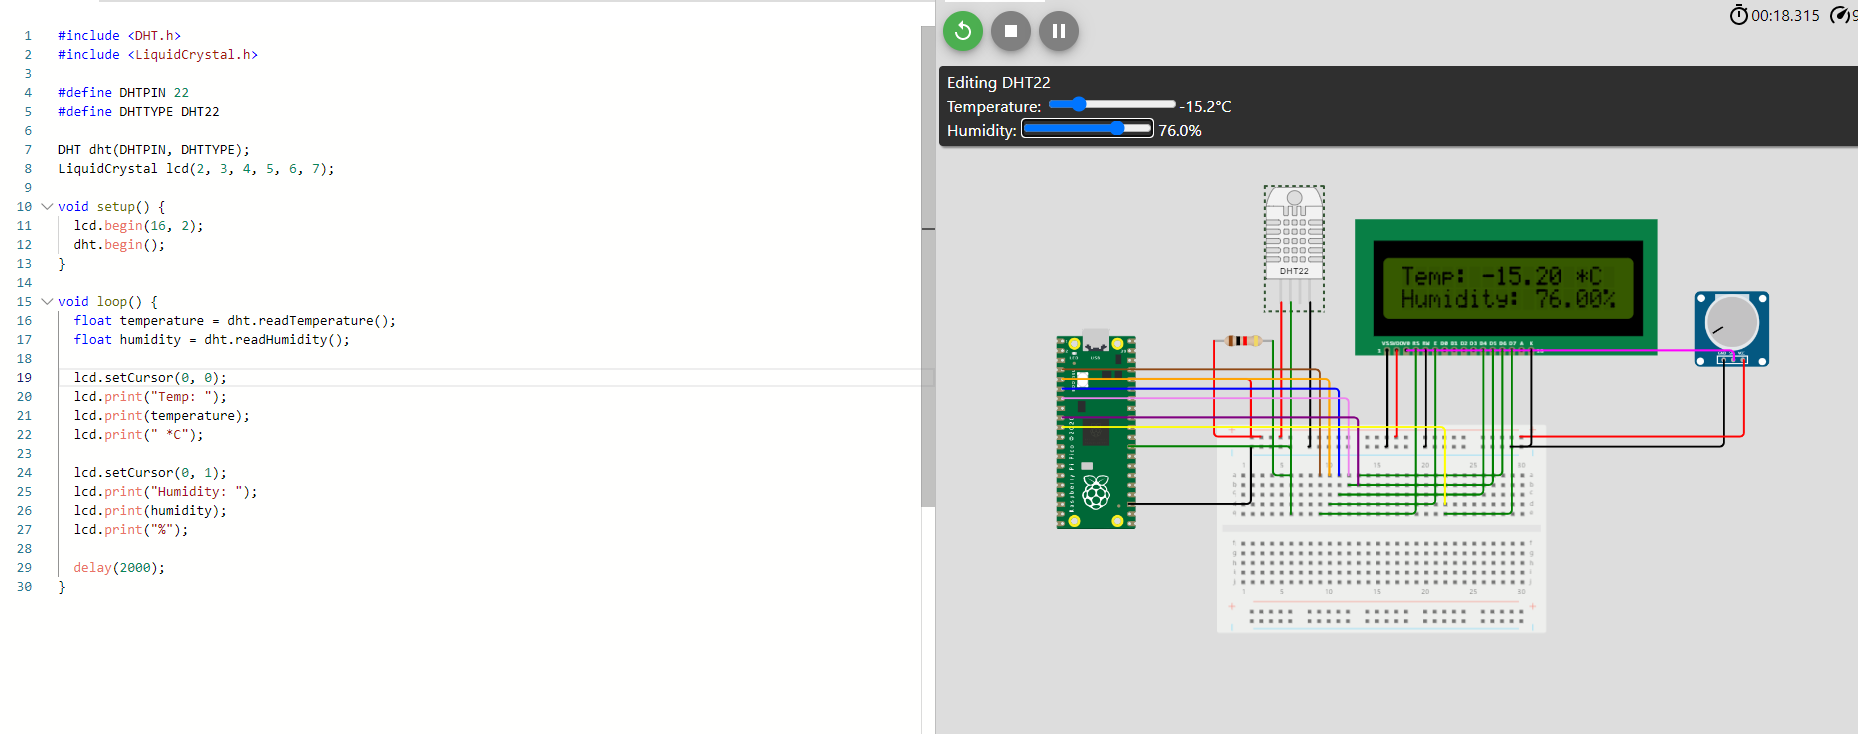 1 #include <DHT.h>
2 #include <LiquidCrystal.h>
3
4 #define DHTPIN 22
5 #define DHTTYPE DHT22
6
7 DHT dht(DHTPIN, DHTTYPE);
8 LiquidCrystal lcd(2, 3, 4, 5, 6, 7);
9
10 void setup() {
11 lcd.begin(16, 2);
12 dht.begin();
13 }
14
15 void loop() {
16 float temperature = dht.readTemperature();
17 float humidity = dht.readHumidity();
18
19 lcd.setCursor(0, 0);
20 lcd.print("Temp: ");
21 lcd.print(temperature);
22 lcd.print(" *C");
23
24 lcd.setCursor(0, 1);
25 lcd.print("Humidity: ");
26 lcd.print(humidity);
27 lcd.print("%");
28
29 delay(2000);
30 }
00:18.315 9
Editing DHT22
Temperature: -15.2°C
Humidity: 76.0%
DHT22
Temp: -15.20 *C
Humidity: 76.00%
Raspberry Pi Pico ©2020